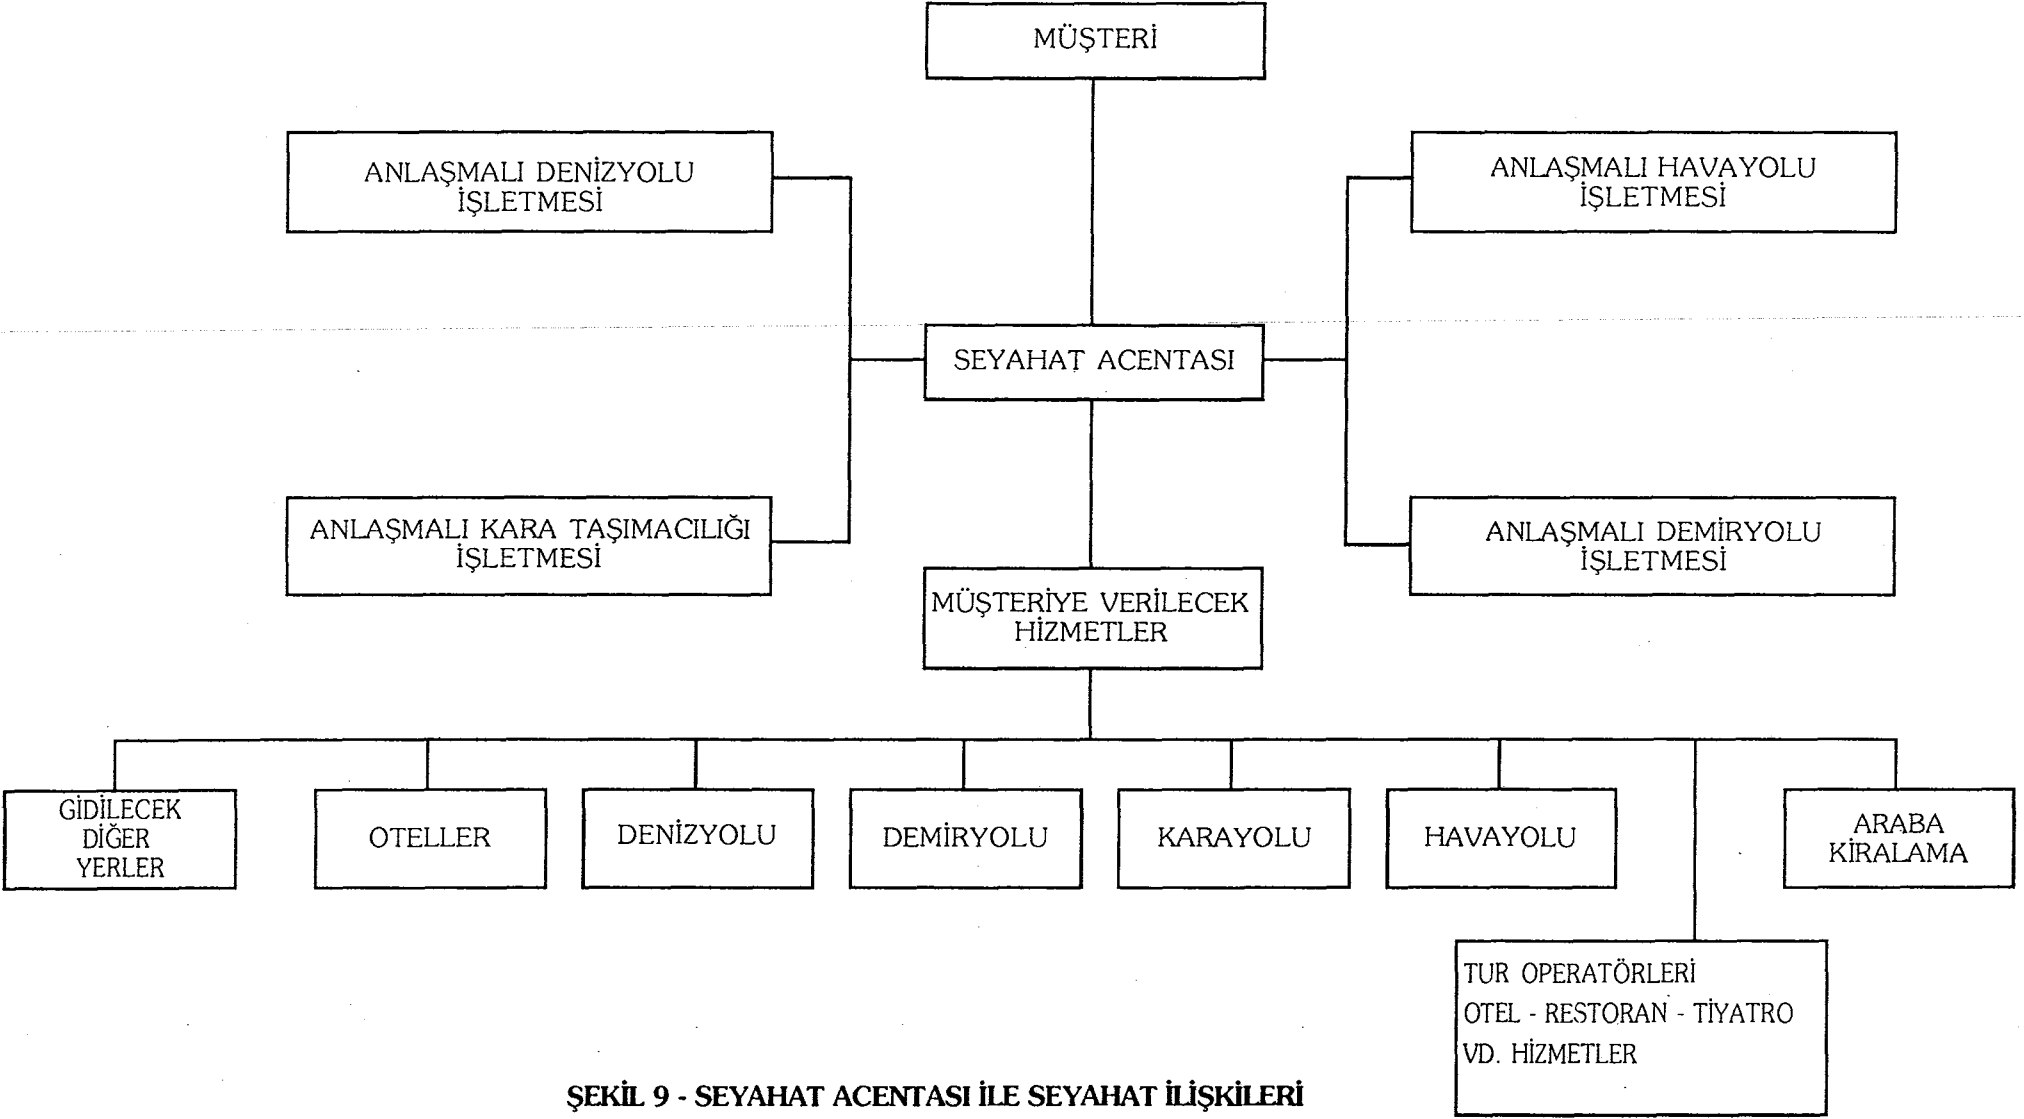 MÜŞTERİ
ANLAŞMALI DENİZYOLU
İŞLETMESİ
ANLAŞMALI HAVAYOLU
İŞLETMESİ
SEYAHAT ACENTASI
ANLAŞMALI KARA TAŞIMACILIĞI
İŞLETMESİ
ANLAŞMALI DEMİRYOLU
İŞLETMESİ
MÜŞTERİYE VERİLECEK
HİZMETLER
GİDİLECEK
DİĞER
YERLER
OTELLER
DENİZYOLU
DEMİRYOLU
KARAYOLU
HAVAYOLU
ARABA
KİRALAMA
TUR OPERATÖRLERİ
OTEL - RESTORAN - TİYATRO
VD. HİZMETLER
ŞEKİL 9 - SEYAHAT ACENTASI İLE SEYAHAT İLİŞKİLERİ